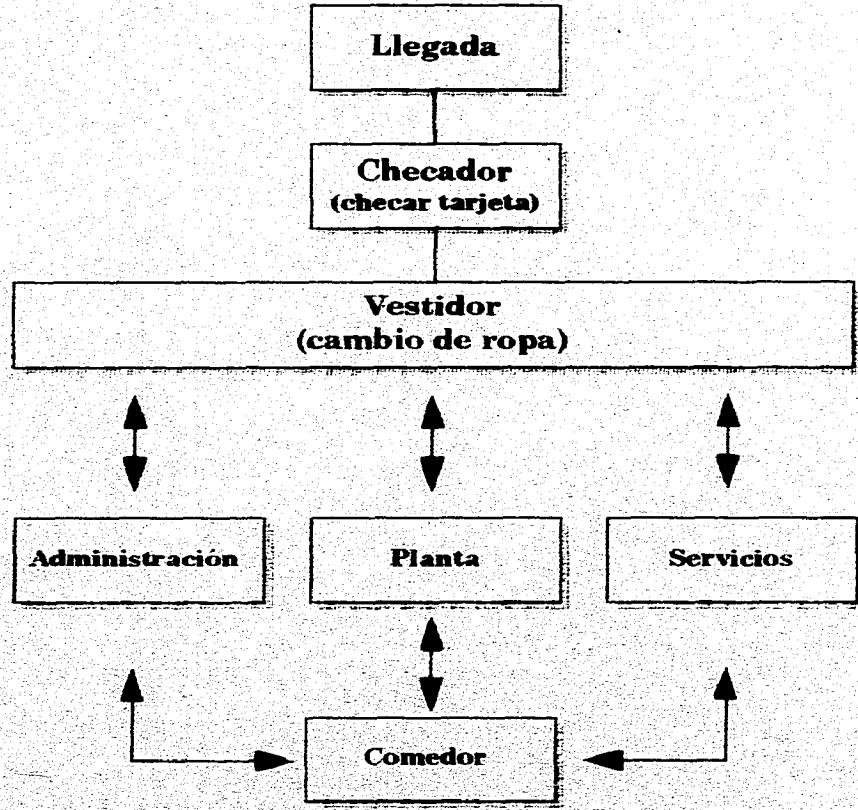 Llegada
Checador
(checar tarjeta)
Vestidor
(cambio de ropa)
Administración
Planta
Servicios
Comedor